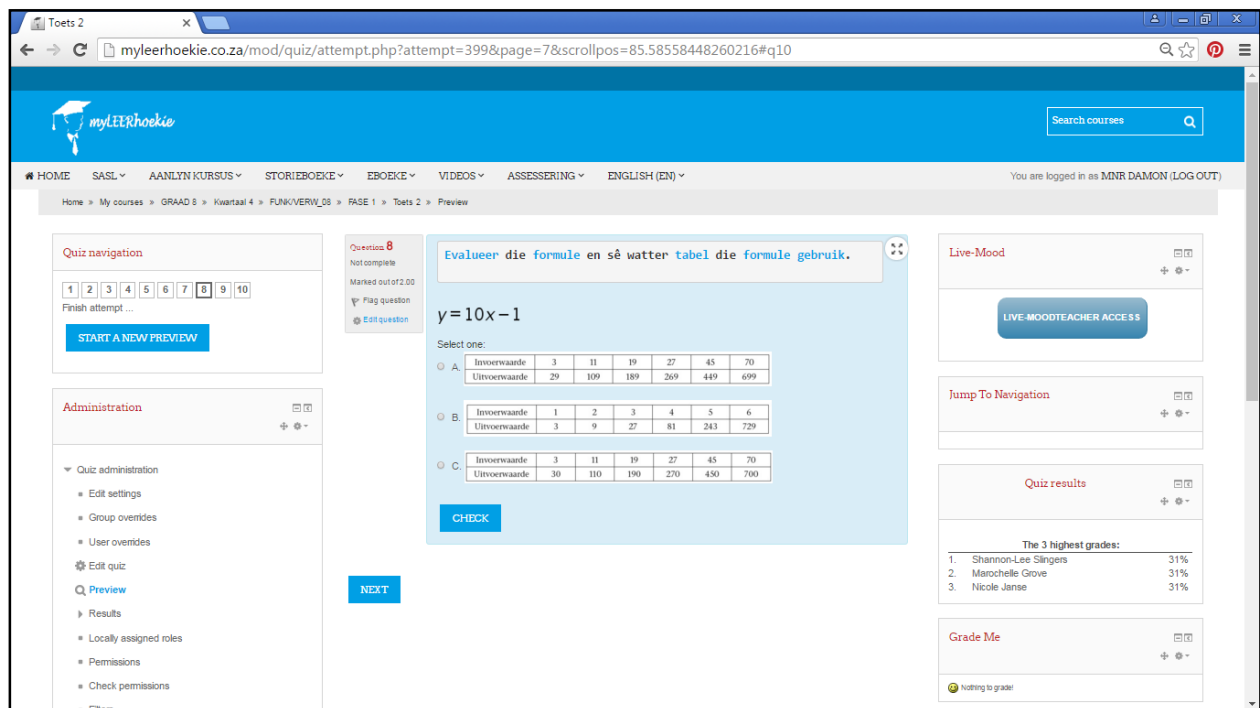 Toets 2
myleerhoekie.co.za/mod/quiz/attempt.php?attempt=399&page=7&scrollpos=85.58558448260216#q10
myLEERhoekie
Search courses
HOME SASL AANLYN KURSUS STORIEBOEKE EBOEKE VIDEOS ASSESSERING ENGLISH (EN)
You are logged in as MNR DAMON (LOG OUT)
Home » My courses » GRAAD 8 » Kwartaal 4 » FUNK/VERW_08 » FASE 1 » Toets 2 » Preview
Quiz navigation
1 2 3 4 5 6 7 8 9 10
Finish attempt ...
START A NEW PREVIEW
Administration
Quiz administration
Edit settings
Group overrides
User overrides
Edit quiz
Preview
Results
Locally assigned roles
Permissions
Check permissions
Filters
Question 8
Not complete
Marked out of 2.00
Flag question
Edit question
Evalueer die formule en sê watter tabel die formule gebruik.
y = 10x − 1
Select one:
A.
Invoerwaarde 3 11 19 27 45 70
Uitvoerwaarde 29 109 189 269 449 699
B.
Invoerwaarde 1 2 3 4 5 6
Uitvoerwaarde 3 9 27 81 243 729
C.
Invoerwaarde 3 11 19 27 45 70
Uitvoerwaarde 30 110 190 270 450 700
CHECK
NEXT
Live-Mood
LIVE-MOODTEACHER ACCESS
Jump To Navigation
Quiz results
The 3 highest grades:
1. Shannon-Lee Slingers 31%
2. Marochelle Grove 31%
3. Nicole Janse 31%
Grade Me
Nothing to grade!